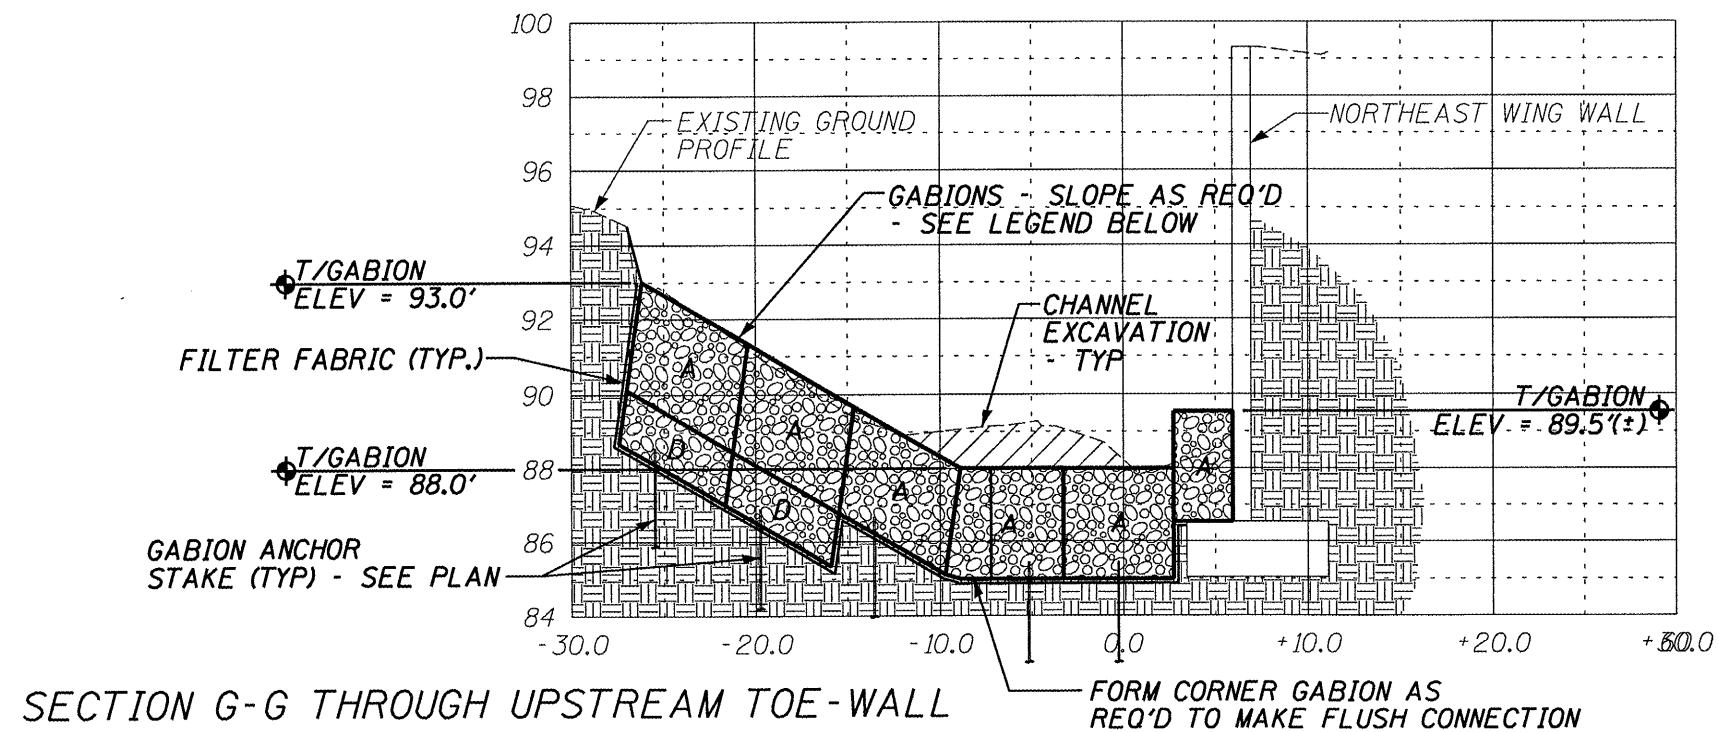 100
98
96
94
92
90
88
86
84
EXISTING GROUND
PROFILE
NORTHEAST WING WALL
GABIONS - SLOPE AS REQ'D
- SEE LEGEND BELOW
T/GABION
ELEV = 93.0'
CHANNEL
EXCAVATION
- TYP
FILTER FABRIC (TYP.)
T/GABION
ELEV = 89.5'(±)
T/GABION
ELEV = 88.0'
A
A
A
A
A
A
D
D
GABION ANCHOR
STAKE (TYP) - SEE PLAN
-30.0 -20.0 -10.0 0.0 +10.0 +20.0
FORM CORNER GABION AS
REQ'D TO MAKE FLUSH CONNECTION
SECTION G-G THROUGH UPSTREAM TOE-WALL